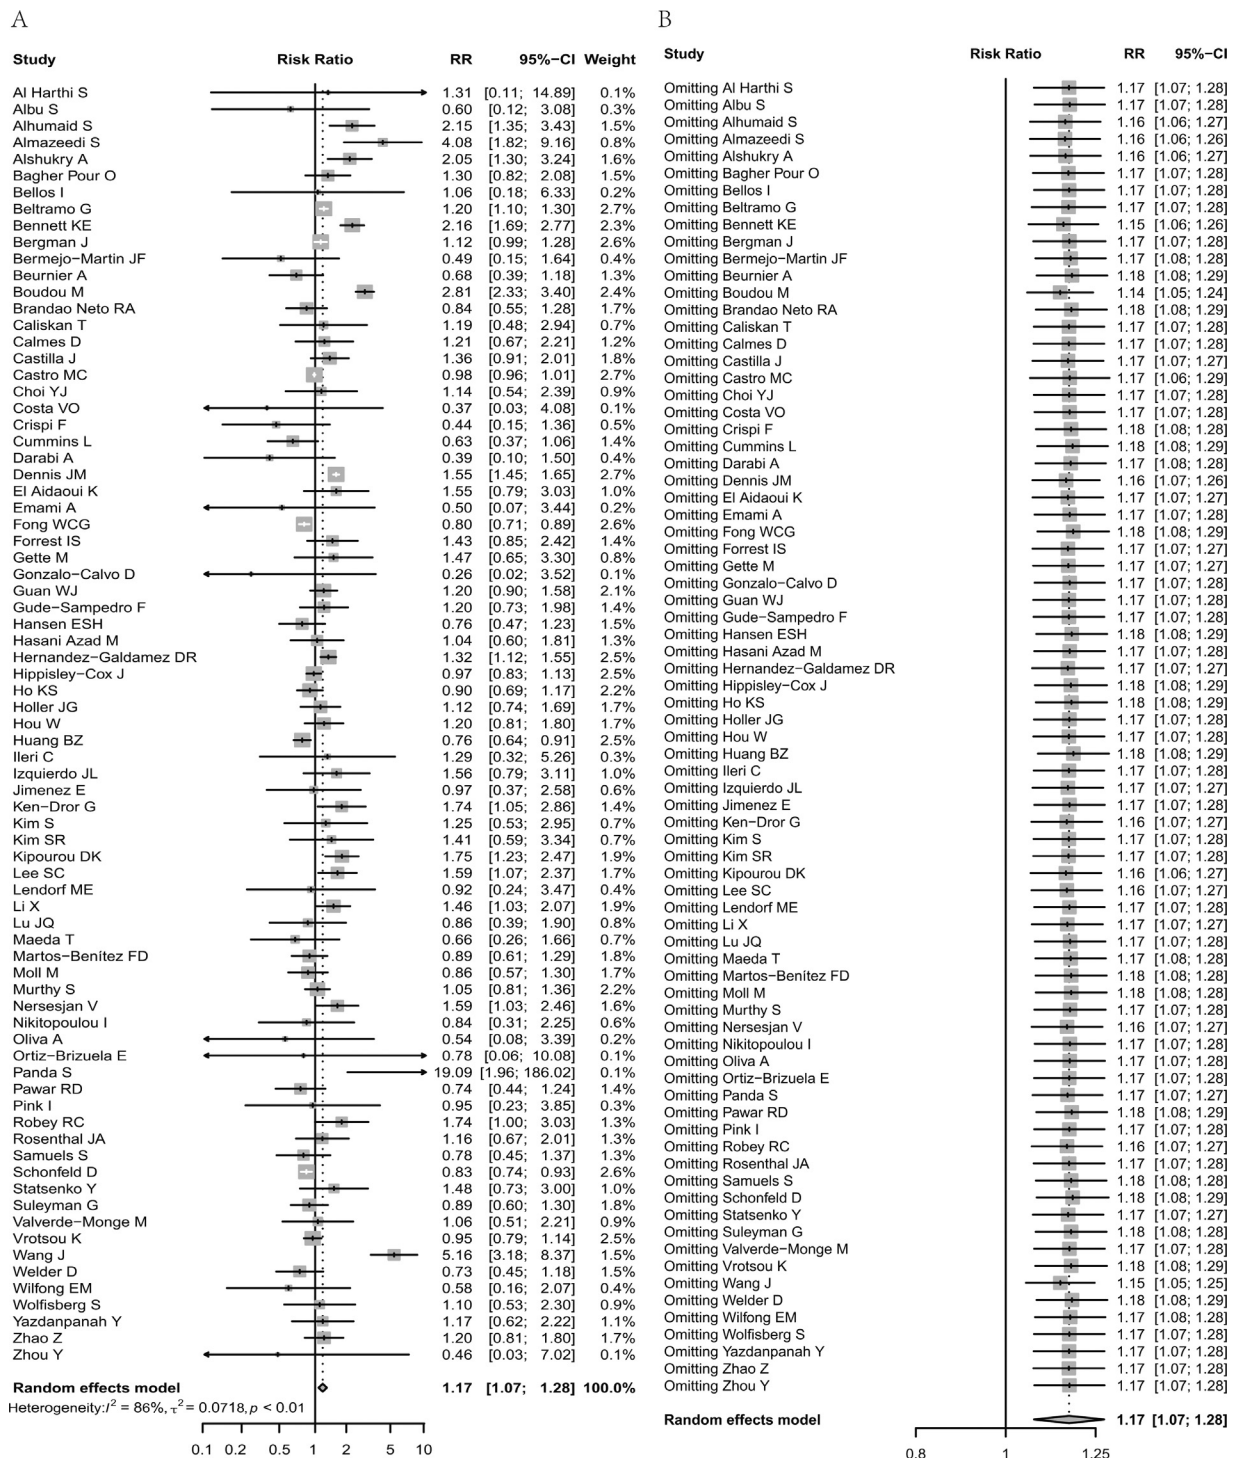 A
Study Risk Ratio RR 95%−CI Weight
Al Harthi S 1.31 [0.11; 14.89] 0.1%
Albu S 0.60 [0.12; 3.08] 0.3%
Alhumaid S 2.15 [1.35; 3.43] 1.5%
Almazeedi S 4.08 [1.82; 9.16] 0.8%
Alshukry A 2.05 [1.30; 3.24] 1.6%
Bagher Pour O 1.30 [0.82; 2.08] 1.5%
Bellos I 1.06 [0.18; 6.33] 0.2%
Beltramo G 1.20 [1.10; 1.30] 2.7%
Bennett KE 2.16 [1.69; 2.77] 2.3%
Bergman J 1.12 [0.99; 1.28] 2.6%
Bermejo−Martin JF 0.49 [0.15; 1.64] 0.4%
Beurnier A 0.68 [0.39; 1.18] 1.3%
Boudou M 2.81 [2.33; 3.40] 2.4%
Brandao Neto RA 0.84 [0.55; 1.28] 1.7%
Caliskan T 1.19 [0.48; 2.94] 0.7%
Calmes D 1.21 [0.67; 2.21] 1.2%
Castilla J 1.36 [0.91; 2.01] 1.8%
Castro MC 0.98 [0.96; 1.01] 2.7%
Choi YJ 1.14 [0.54; 2.39] 0.9%
Costa VO 0.37 [0.03; 4.08] 0.1%
Crispi F 0.44 [0.15; 1.36] 0.5%
Cummins L 0.63 [0.37; 1.06] 1.4%
Darabi A 0.39 [0.10; 1.50] 0.4%
Dennis JM 1.55 [1.45; 1.65] 2.7%
El Aidaoui K 1.55 [0.79; 3.03] 1.0%
Emami A 0.50 [0.07; 3.44] 0.2%
Fong WCG 0.80 [0.71; 0.89] 2.6%
Forrest IS 1.43 [0.85; 2.42] 1.4%
Gette M 1.47 [0.65; 3.30] 0.8%
Gonzalo−Calvo D 0.26 [0.02; 3.52] 0.1%
Guan WJ 1.20 [0.90; 1.58] 2.1%
Gude−Sampedro F 1.20 [0.73; 1.98] 1.4%
Hansen ESH 0.76 [0.47; 1.23] 1.5%
Hasani Azad M 1.04 [0.60; 1.81] 1.3%
Hernandez−Galdamez DR 1.32 [1.12; 1.55] 2.5%
Hippisley−Cox J 0.97 [0.83; 1.13] 2.5%
Ho KS 0.90 [0.69; 1.17] 2.2%
Holler JG 1.12 [0.74; 1.69] 1.7%
Hou W 1.20 [0.81; 1.80] 1.7%
Huang BZ 0.76 [0.64; 0.91] 2.5%
Ileri C 1.29 [0.32; 5.26] 0.3%
Izquierdo JL 1.56 [0.79; 3.11] 1.0%
Jimenez E 0.97 [0.37; 2.58] 0.6%
Ken−Dror G 1.74 [1.05; 2.86] 1.4%
Kim S 1.25 [0.53; 2.95] 0.7%
Kim SR 1.41 [0.59; 3.34] 0.7%
Kipourou DK 1.75 [1.23; 2.47] 1.9%
Lee SC 1.59 [1.07; 2.37] 1.7%
Lendorf ME 0.92 [0.24; 3.47] 0.4%
Li X 1.46 [1.03; 2.07] 1.9%
Lu JQ 0.86 [0.39; 1.90] 0.8%
Maeda T 0.66 [0.26; 1.66] 0.7%
Martos−Benítez FD 0.89 [0.61; 1.29] 1.8%
Moll M 0.86 [0.57; 1.30] 1.7%
Murthy S 1.05 [0.81; 1.36] 2.2%
Nersesjan V 1.59 [1.03; 2.46] 1.6%
Nikitopoulou I 0.84 [0.31; 2.25] 0.6%
Oliva A 0.54 [0.08; 3.39] 0.2%
Ortiz−Brizuela E 0.78 [0.06; 10.08] 0.1%
Panda S 19.09 [1.96; 186.02] 0.1%
Pawar RD 0.74 [0.44; 1.24] 1.4%
Pink I 0.95 [0.23; 3.85] 0.3%
Robey RC 1.74 [1.00; 3.03] 1.3%
Rosenthal JA 1.16 [0.67; 2.01] 1.3%
Samuels S 0.78 [0.45; 1.37] 1.3%
Schonfeld D 0.83 [0.74; 0.93] 2.6%
Statsenko Y 1.48 [0.73; 3.00] 1.0%
Suleyman G 0.89 [0.60; 1.30] 1.8%
Valverde−Monge M 1.06 [0.51; 2.21] 0.9%
Vrotsou K 0.95 [0.79; 1.14] 2.5%
Wang J 5.16 [3.18; 8.37] 1.5%
Welder D 0.73 [0.45; 1.18] 1.5%
Wilfong EM 0.58 [0.16; 2.07] 0.4%
Wolfisberg S 1.10 [0.53; 2.30] 0.9%
Yazdanpanah Y 1.17 [0.62; 2.22] 1.1%
Zhao Z 1.20 [0.81; 1.80] 1.7%
Zhou Y 0.46 [0.03; 7.02] 0.1%
Random effects model 1.17 [1.07; 1.28] 100.0%
Heterogeneity: I² = 86%, τ² = 0.0718, p < 0.01
0.1 0.2 0.5 1 2 5 10
B
Study Risk Ratio RR 95%−CI
Omitting Al Harthi S 1.17 [1.07; 1.28]
Omitting Albu S 1.17 [1.07; 1.28]
Omitting Alhumaid S 1.16 [1.06; 1.27]
Omitting Almazeedi S 1.16 [1.06; 1.26]
Omitting Alshukry A 1.16 [1.06; 1.27]
Omitting Bagher Pour O 1.17 [1.07; 1.28]
Omitting Bellos I 1.17 [1.07; 1.28]
Omitting Beltramo G 1.17 [1.07; 1.28]
Omitting Bennett KE 1.15 [1.06; 1.26]
Omitting Bergman J 1.17 [1.07; 1.28]
Omitting Bermejo−Martin JF 1.17 [1.08; 1.28]
Omitting Beurnier A 1.18 [1.08; 1.29]
Omitting Boudou M 1.14 [1.05; 1.24]
Omitting Brandao Neto RA 1.18 [1.08; 1.29]
Omitting Caliskan T 1.17 [1.07; 1.28]
Omitting Calmes D 1.17 [1.07; 1.28]
Omitting Castilla J 1.17 [1.07; 1.27]
Omitting Castro MC 1.17 [1.06; 1.29]
Omitting Choi YJ 1.17 [1.07; 1.28]
Omitting Costa VO 1.17 [1.07; 1.28]
Omitting Crispi F 1.18 [1.08; 1.28]
Omitting Cummins L 1.18 [1.08; 1.29]
Omitting Darabi A 1.17 [1.08; 1.28]
Omitting Dennis JM 1.16 [1.07; 1.26]
Omitting El Aidaoui K 1.17 [1.07; 1.27]
Omitting Emami A 1.17 [1.07; 1.28]
Omitting Fong WCG 1.18 [1.08; 1.29]
Omitting Forrest IS 1.17 [1.07; 1.27]
Omitting Gette M 1.17 [1.07; 1.27]
Omitting Gonzalo−Calvo D 1.17 [1.07; 1.28]
Omitting Guan WJ 1.17 [1.07; 1.28]
Omitting Gude−Sampedro F 1.17 [1.07; 1.28]
Omitting Hansen ESH 1.18 [1.08; 1.29]
Omitting Hasani Azad M 1.17 [1.07; 1.28]
Omitting Hernandez−Galdamez DR 1.17 [1.07; 1.27]
Omitting Hippisley−Cox J 1.18 [1.08; 1.29]
Omitting Ho KS 1.18 [1.08; 1.29]
Omitting Holler JG 1.17 [1.07; 1.28]
Omitting Hou W 1.17 [1.07; 1.28]
Omitting Huang BZ 1.18 [1.08; 1.29]
Omitting Ileri C 1.17 [1.07; 1.28]
Omitting Izquierdo JL 1.17 [1.07; 1.27]
Omitting Jimenez E 1.17 [1.07; 1.28]
Omitting Ken−Dror G 1.16 [1.07; 1.27]
Omitting Kim S 1.17 [1.07; 1.28]
Omitting Kim SR 1.17 [1.07; 1.28]
Omitting Kipourou DK 1.16 [1.06; 1.27]
Omitting Lee SC 1.16 [1.07; 1.27]
Omitting Lendorf ME 1.17 [1.07; 1.28]
Omitting Li X 1.17 [1.07; 1.27]
Omitting Lu JQ 1.17 [1.07; 1.28]
Omitting Maeda T 1.17 [1.08; 1.28]
Omitting Martos−Benítez FD 1.18 [1.08; 1.28]
Omitting Moll M 1.18 [1.08; 1.28]
Omitting Murthy S 1.17 [1.07; 1.28]
Omitting Nersesjan V 1.16 [1.07; 1.27]
Omitting Nikitopoulou I 1.17 [1.07; 1.28]
Omitting Oliva A 1.17 [1.07; 1.28]
Omitting Ortiz−Brizuela E 1.17 [1.07; 1.28]
Omitting Panda S 1.17 [1.07; 1.27]
Omitting Pawar RD 1.18 [1.08; 1.29]
Omitting Pink I 1.17 [1.07; 1.28]
Omitting Robey RC 1.16 [1.07; 1.27]
Omitting Rosenthal JA 1.17 [1.07; 1.28]
Omitting Samuels S 1.18 [1.08; 1.28]
Omitting Schonfeld D 1.18 [1.08; 1.29]
Omitting Statsenko Y 1.17 [1.07; 1.27]
Omitting Suleyman G 1.18 [1.08; 1.28]
Omitting Valverde−Monge M 1.17 [1.07; 1.28]
Omitting Vrotsou K 1.18 [1.08; 1.29]
Omitting Wang J 1.15 [1.05; 1.25]
Omitting Welder D 1.18 [1.08; 1.29]
Omitting Wilfong EM 1.17 [1.08; 1.28]
Omitting Wolfisberg S 1.17 [1.07; 1.28]
Omitting Yazdanpanah Y 1.17 [1.07; 1.28]
Omitting Zhao Z 1.17 [1.07; 1.28]
Omitting Zhou Y 1.17 [1.07; 1.28]
Random effects model 1.17 [1.07; 1.28]
0.8 1 1.25